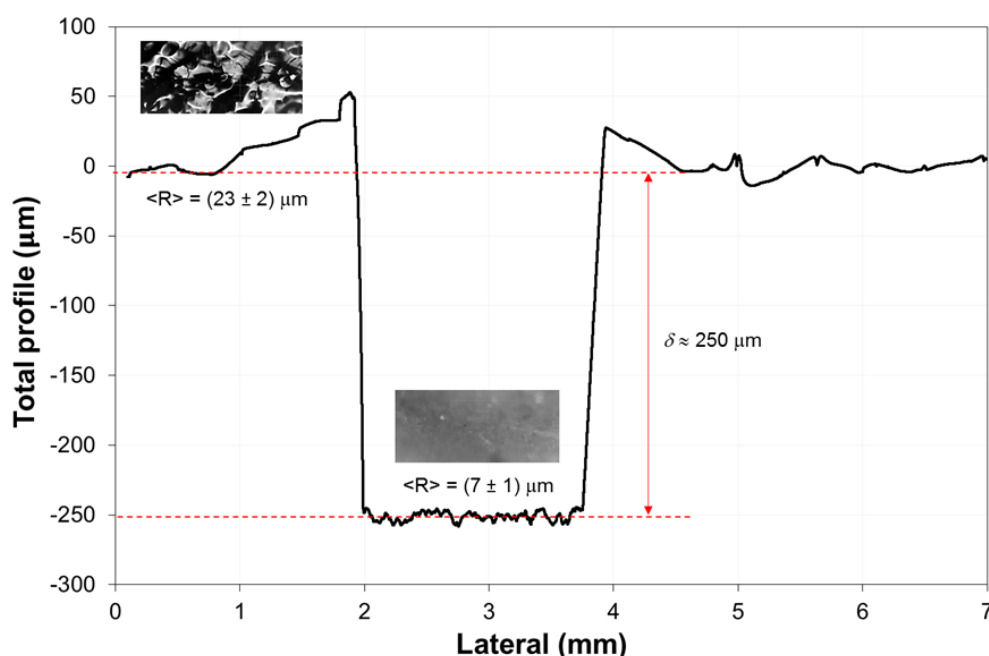 100
50
0
-50
-100
-150
-200
-250
-300
Total profile (μm)
<R> = (23 ± 2) μm
δ ≈ 250 μm
<R> = (7 ± 1) μm
0 1 2 3 4 5 6 7
Lateral (mm)